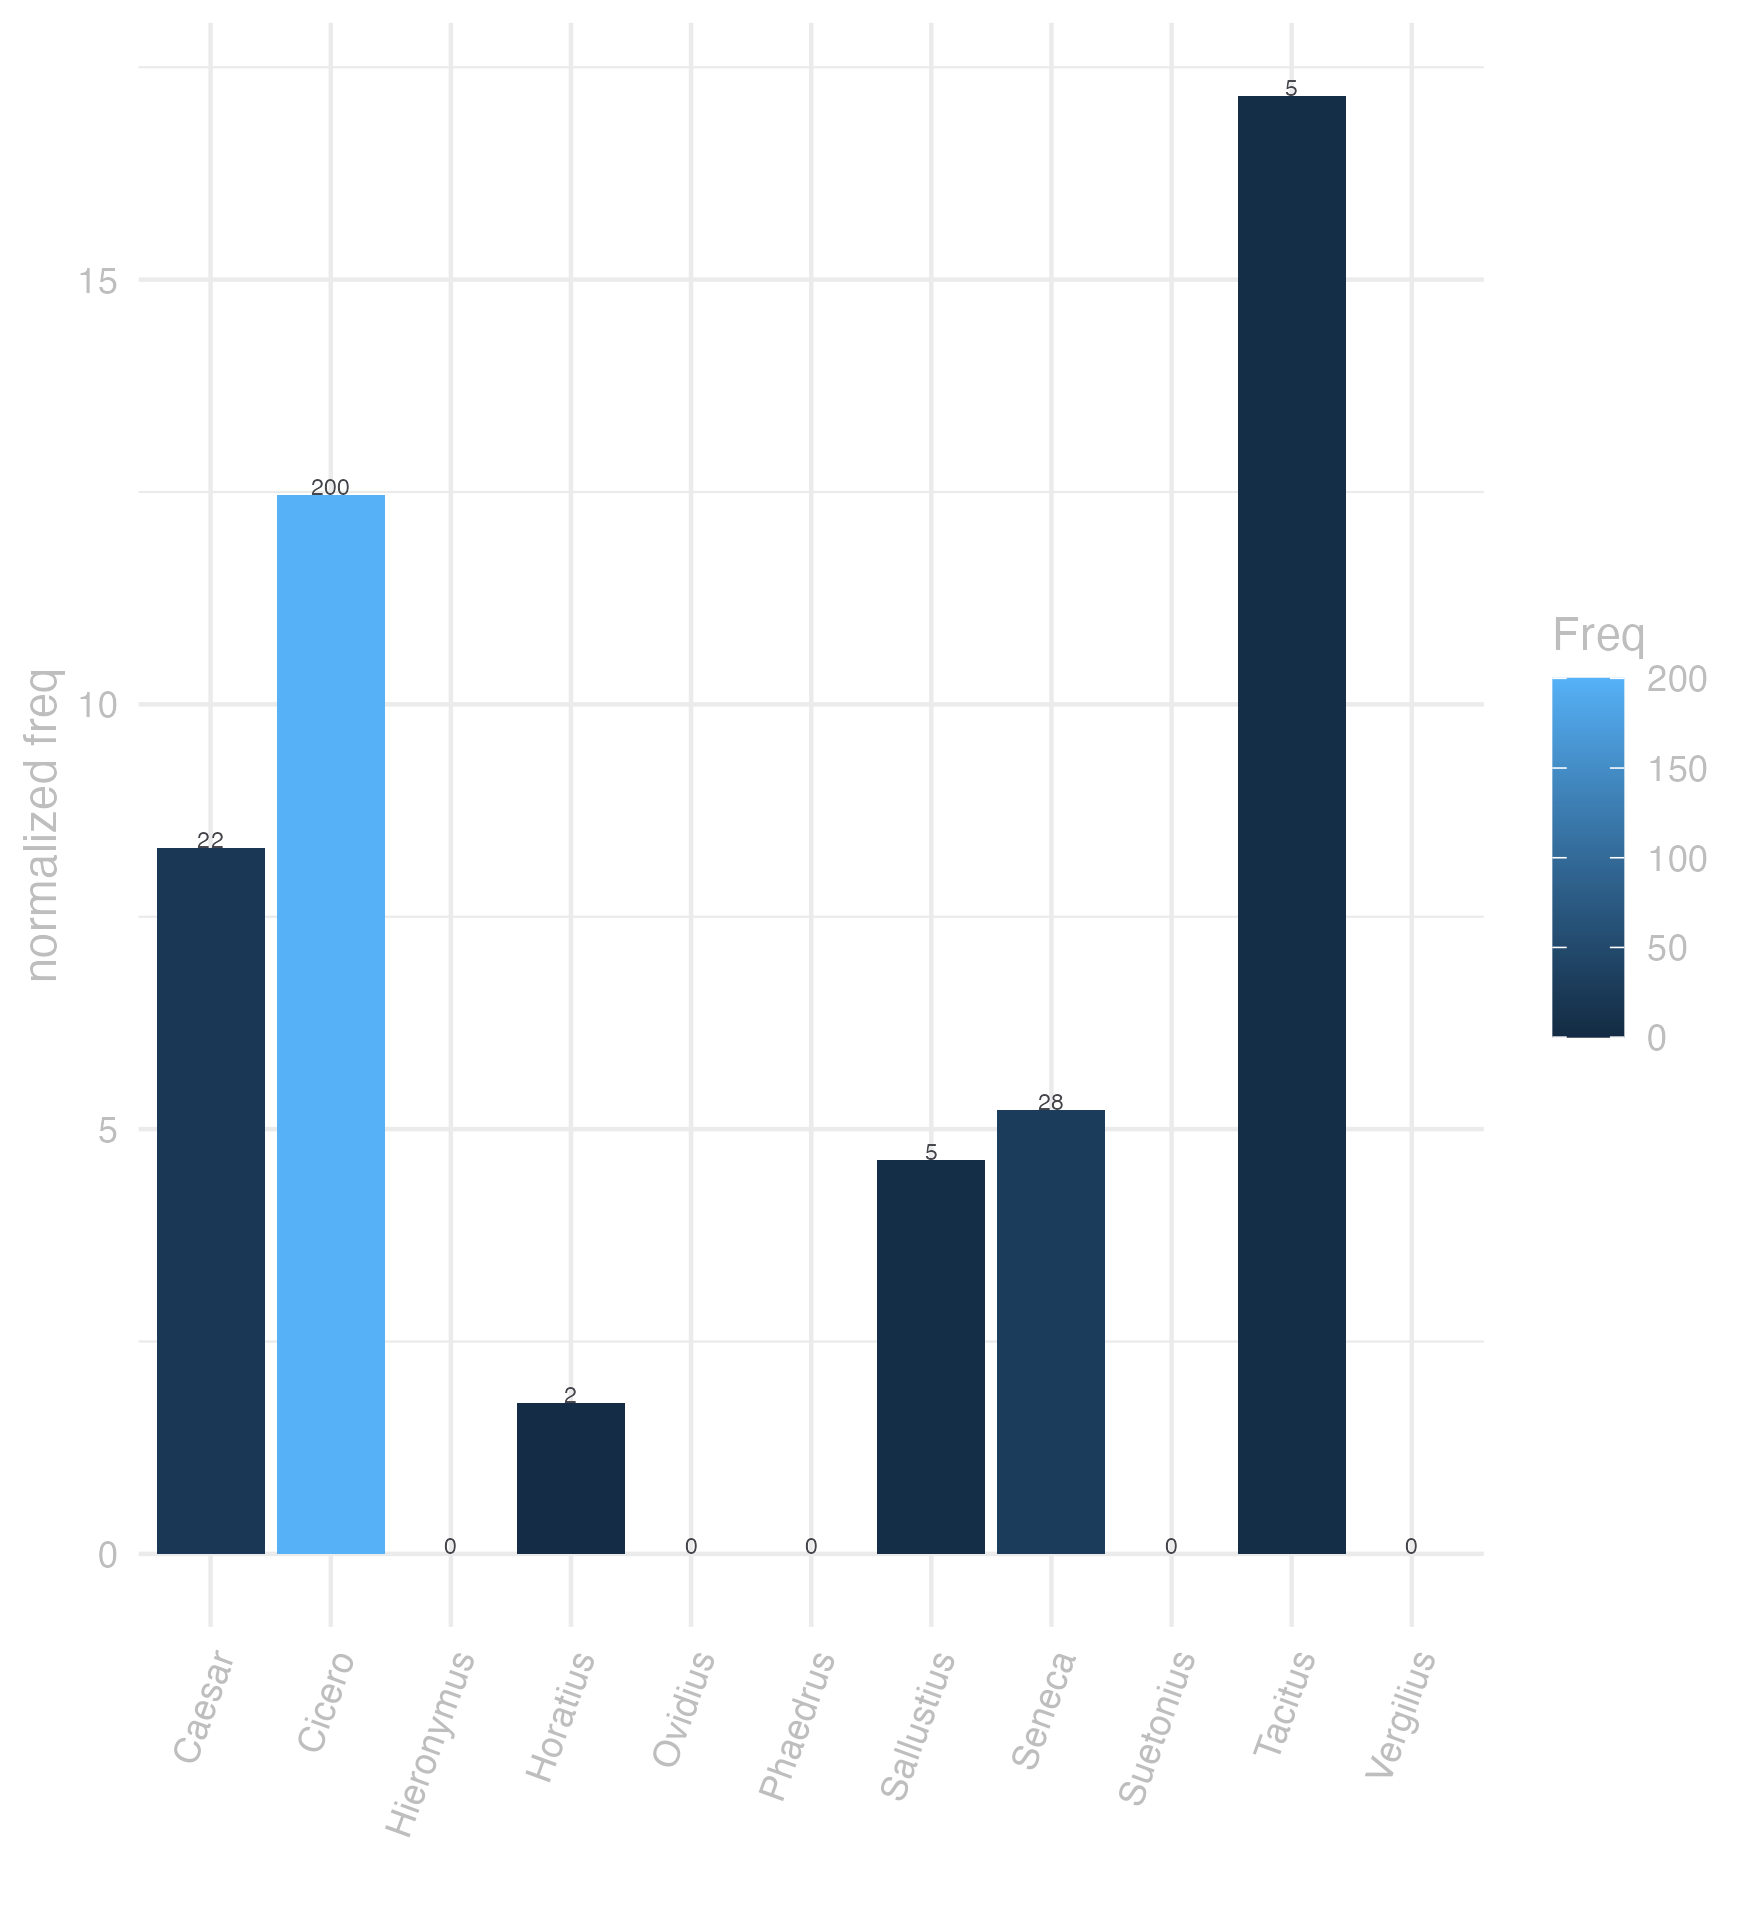 normalized freq
15
10
5
0
22
200
0
2
0
0
5
28
0
5
0
Caesar
Cicero
Hieronymus
Horatius
Ovidius
Phaedrus
Sallustius
Seneca
Suetonius
Tacitus
Vergilius
Freq
200
150
100
50
0